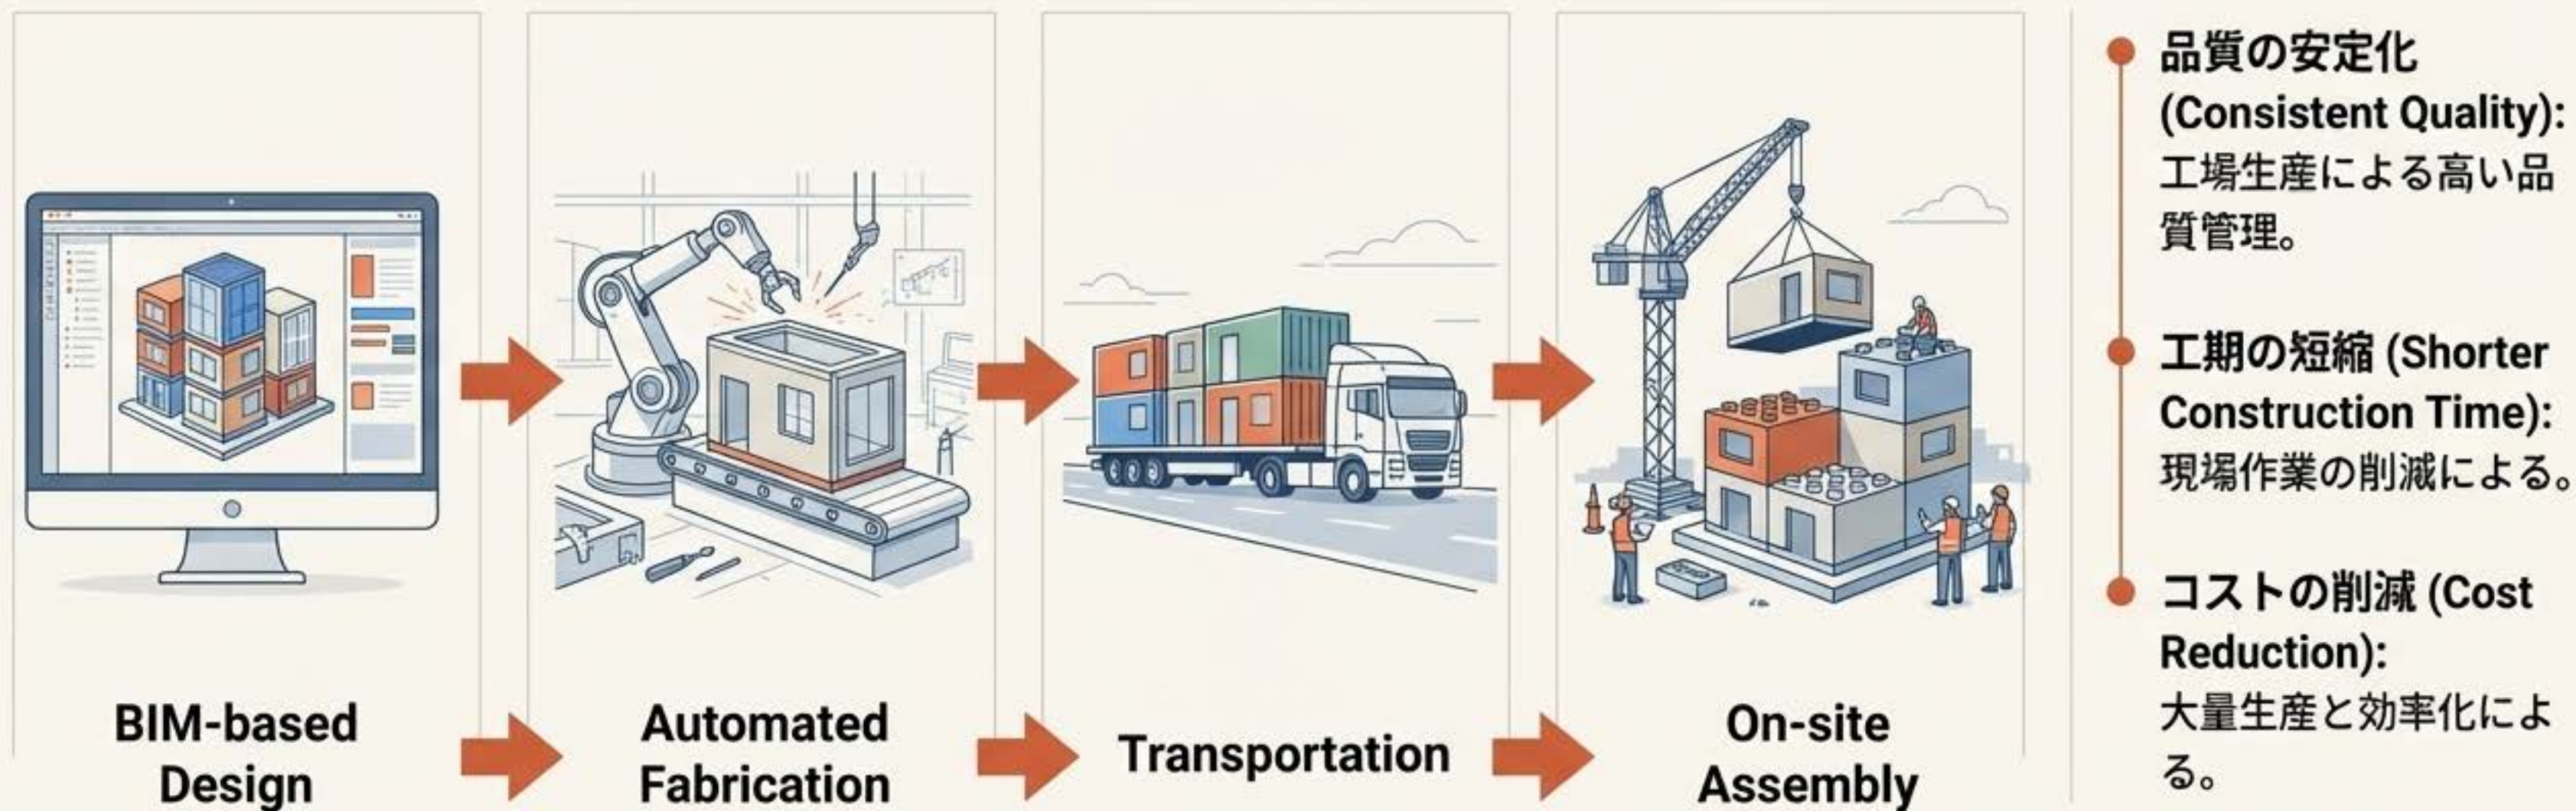 BIM-based
Design
Automated
Fabrication
Transportation
On-site
Assembly
品質の安定化
(Consistent Quality):
工場生産による高い品
質管理。
工期の短縮 (Shorter
Construction Time):
現場作業の削減による。
コストの削減 (Cost
Reduction):
大量生産と効率化によ
る。